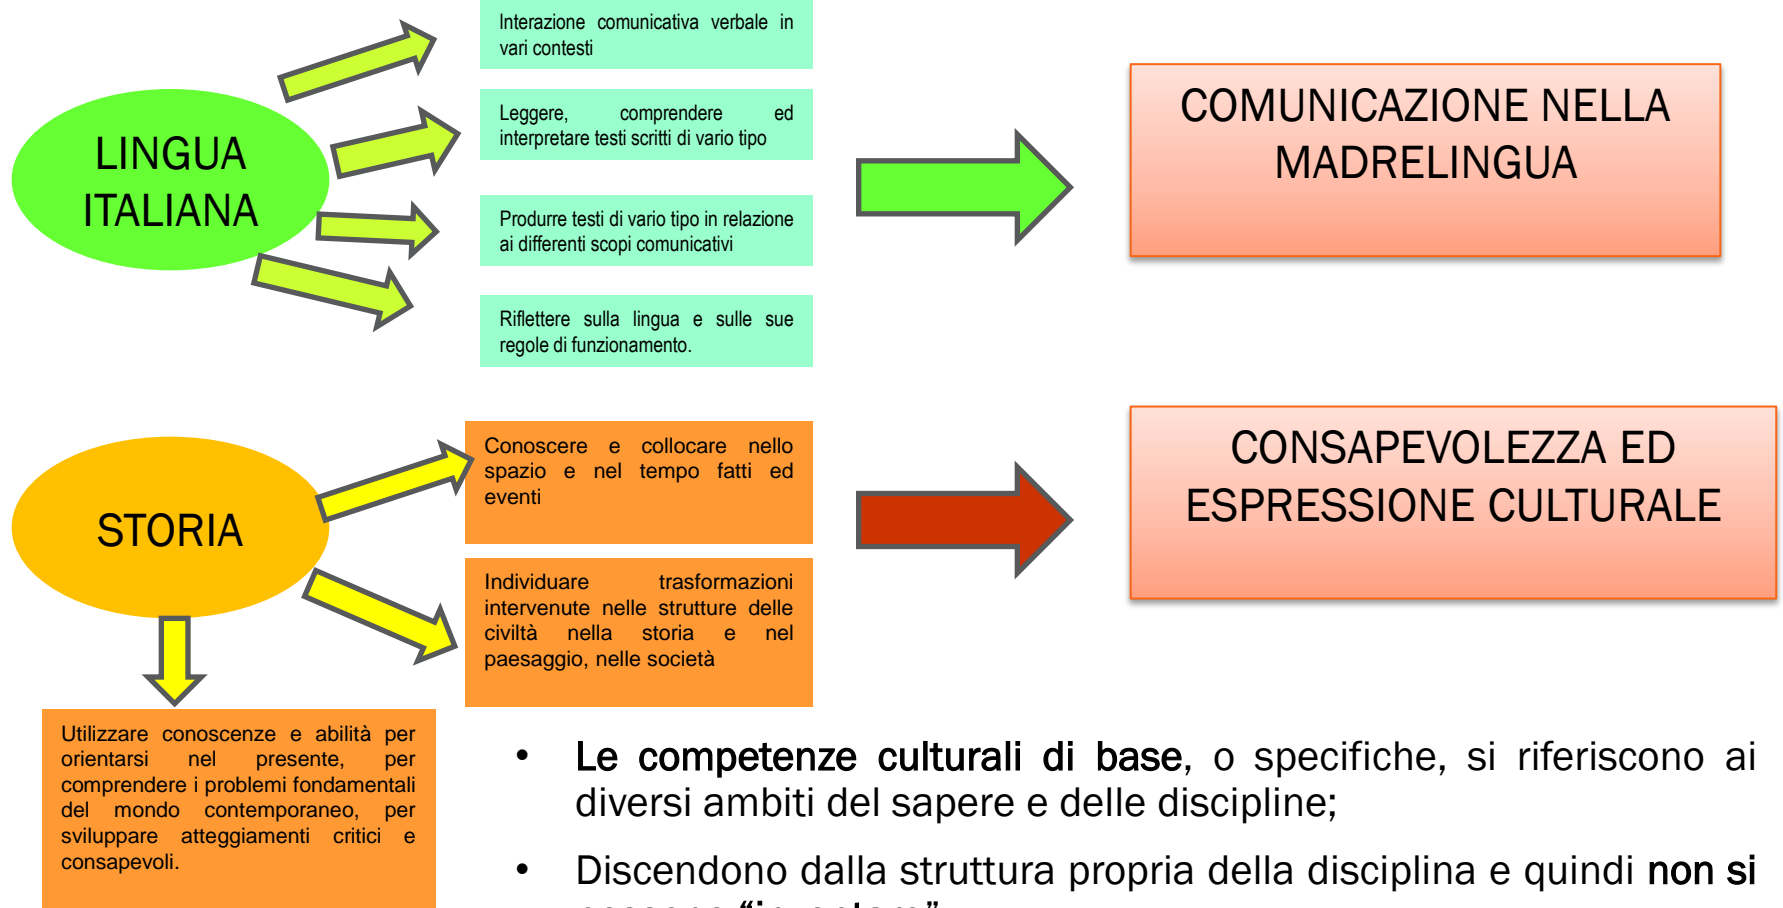 Interazione comunicativa verbale in
vari contesti
Leggere, comprendere ed
interpretare testi scritti di vario tipo
Produrre testi di vario tipo in relazione
ai differenti scopi comunicativi
Riflettere sulla lingua e sulle sue
regole di funzionamento.
LINGUA
ITALIANA
COMUNICAZIONE NELLA
MADRELINGUA
STORIA
Conoscere e collocare nello
spazio e nel tempo fatti ed
eventi
Individuare trasformazioni
intervenute nelle strutture delle
civiltà nella storia e nel
paesaggio, nelle società
CONSAPEVOLEZZA ED
ESPRESSIONE CULTURALE
Utilizzare conoscenze e abilità per
orientarsi nel presente, per
comprendere i problemi fondamentali
del mondo contemporaneo, per
sviluppare atteggiamenti critici e
consapevoli.
• Le competenze culturali di base, o specifiche, si riferiscono ai
diversi ambiti del sapere e delle discipline;
• Discendono dalla struttura propria della disciplina e quindi non si